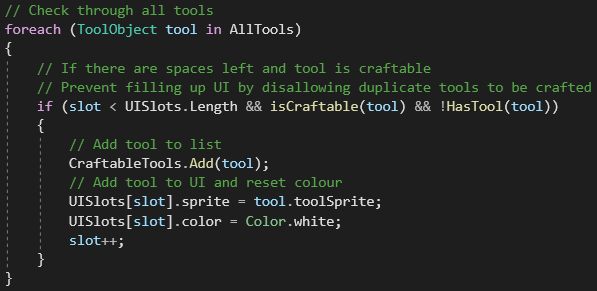 // Check through all tools
foreach (ToolObject tool in AllTools)
{
// If there are spaces left and tool is craftable
// Prevent filling up UI by disallowing duplicate tools to be crafted
if (slot < UISlots.Length && isCraftable(tool) && !HasTool(tool))
{
// Add tool to list
CraftableTools.Add(tool);
// Add tool to UI and reset colour
UISlots[slot].sprite = tool.toolSprite;
UISlots[slot].color = Color.white;
slot++;
}
}